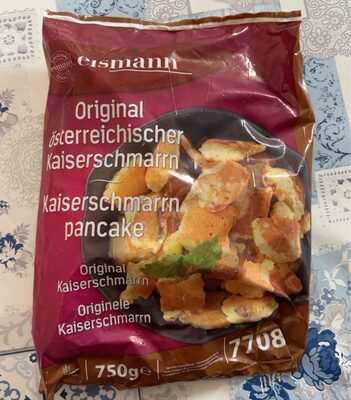 eismann
Original
österreichischer
Kaiserschmarrn
Kaiserschmarrn
pancake
Original
Kaiserschmarrn
Originele
Kaiserschmarrn
750g℮
7708